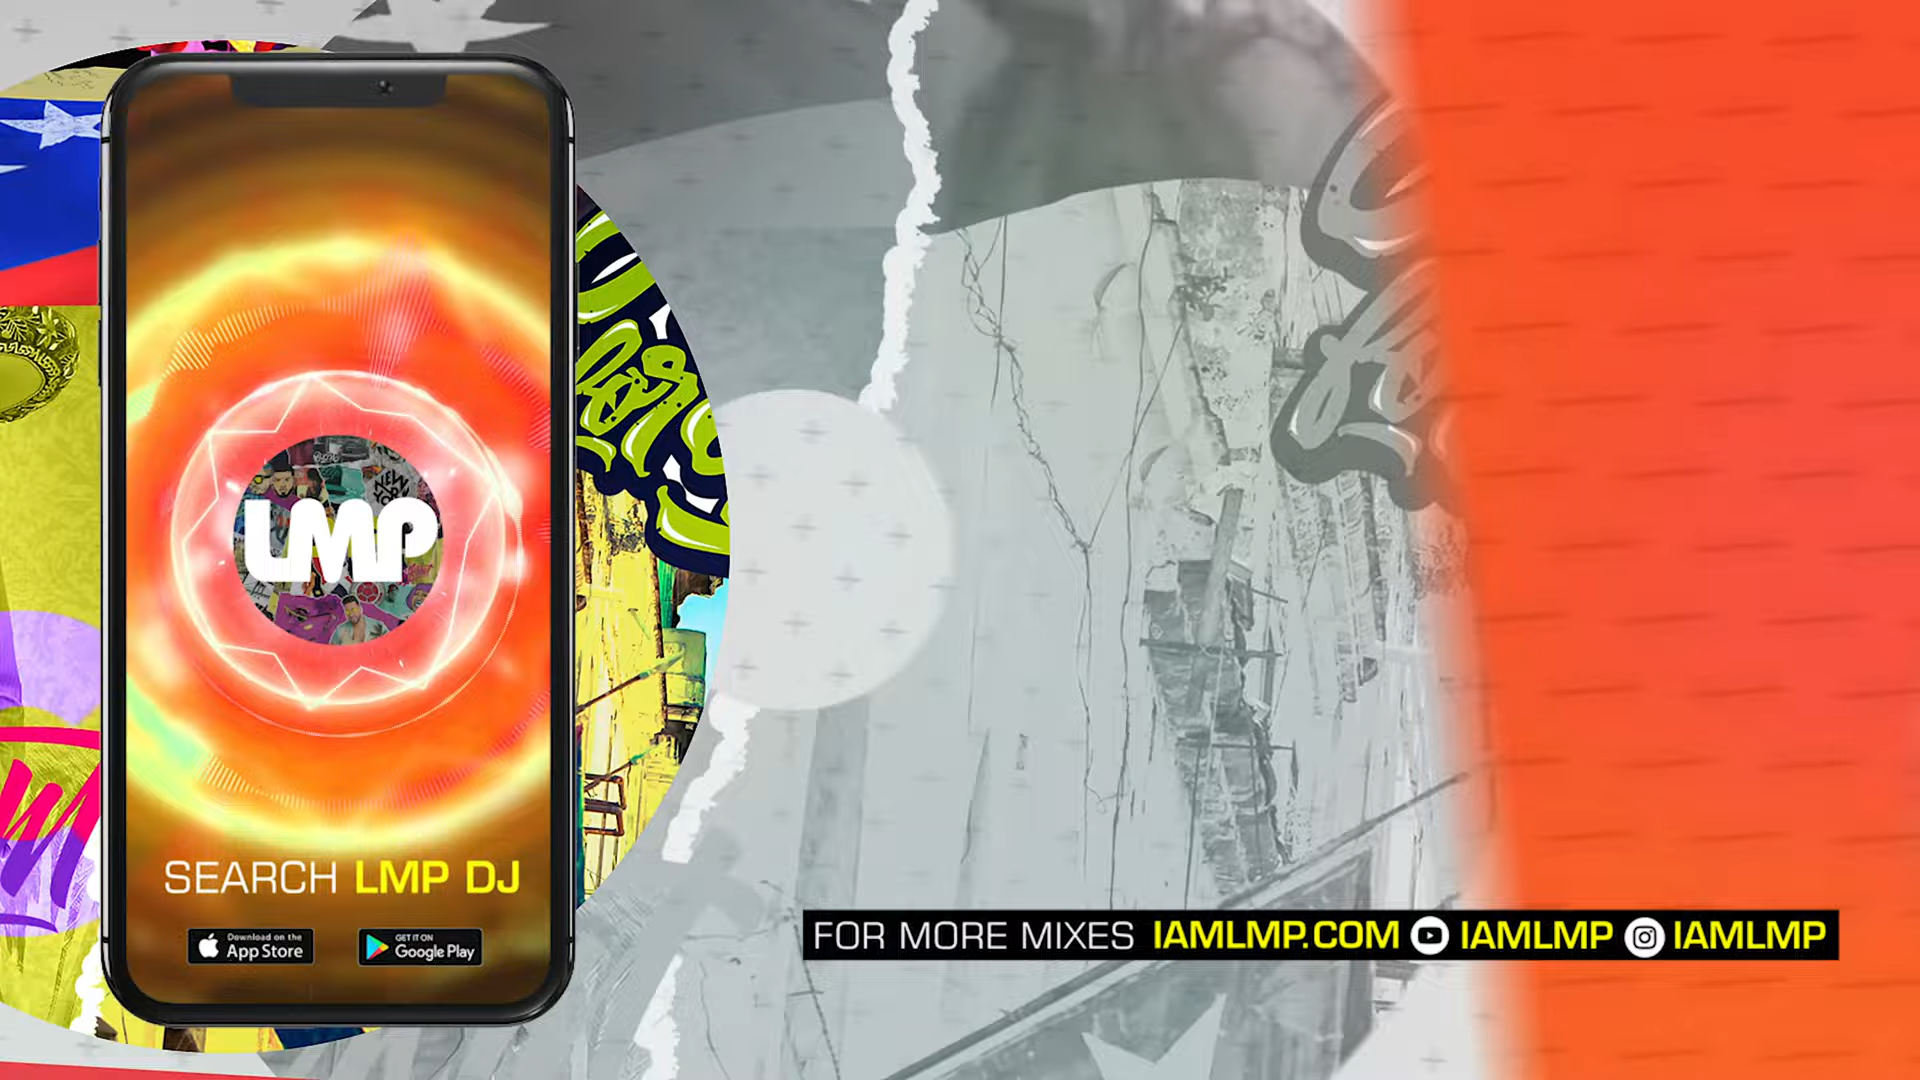 NEW
YORK
LMP
SEARCH LMP DJ
Download on the
App Store
GET IT ON
Google Play
FOR MORE MIXES IAMLMP.COM IAMLMP IAMLMP